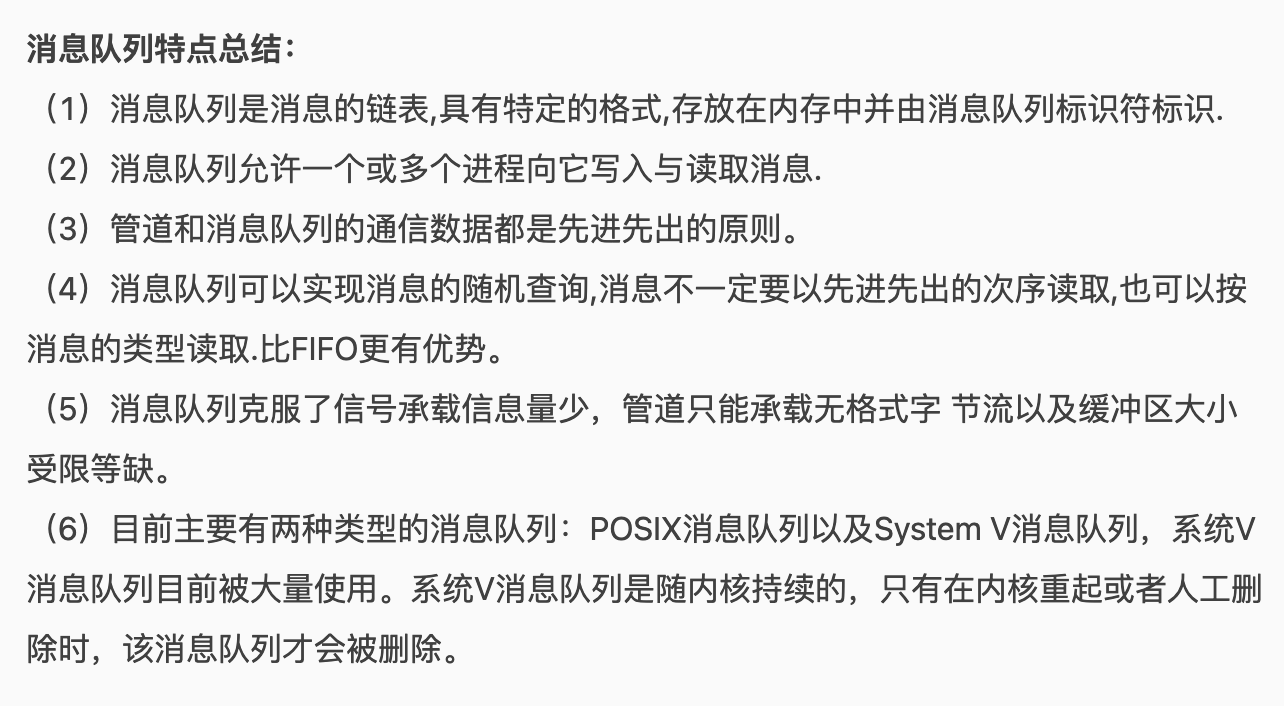 消息队列特点总结：
（1）消息队列是消息的链表,具有特定的格式,存放在内存中并由消息队列标识符标识.
（2）消息队列允许一个或多个进程向它写入与读取消息.
（3）管道和消息队列的通信数据都是先进先出的原则。
（4）消息队列可以实现消息的随机查询,消息不一定要以先进先出的次序读取,也可以按
消息的类型读取.比FIFO更有优势。
（5）消息队列克服了信号承载信息量少，管道只能承载无格式字 节流以及缓冲区大小
受限等缺。
（6）目前主要有两种类型的消息队列：POSIX消息队列以及System V消息队列，系统V
消息队列目前被大量使用。系统V消息队列是随内核持续的，只有在内核重起或者人工删
除时，该消息队列才会被删除。